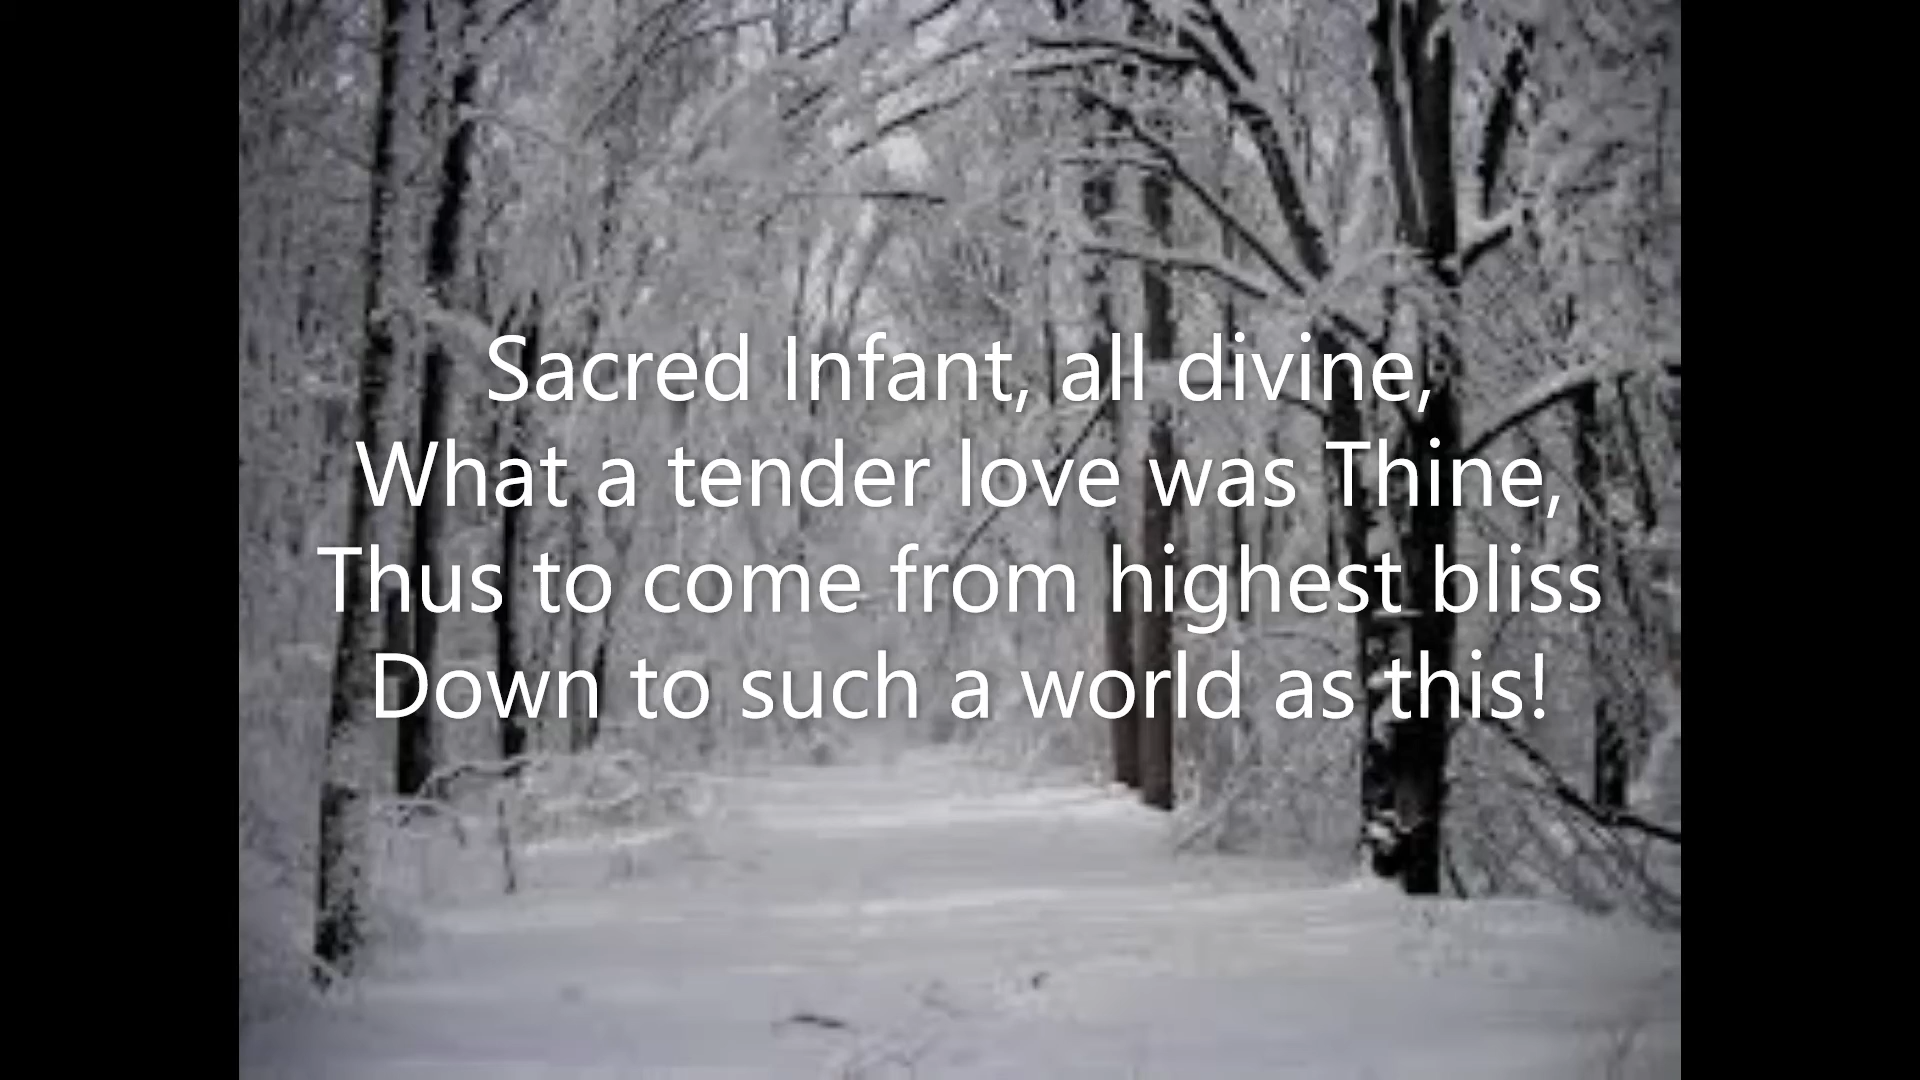 Sacred Infant, all divine,
What a tender love was Thine,
Thus to come from highest bliss
Down to such a world as this!